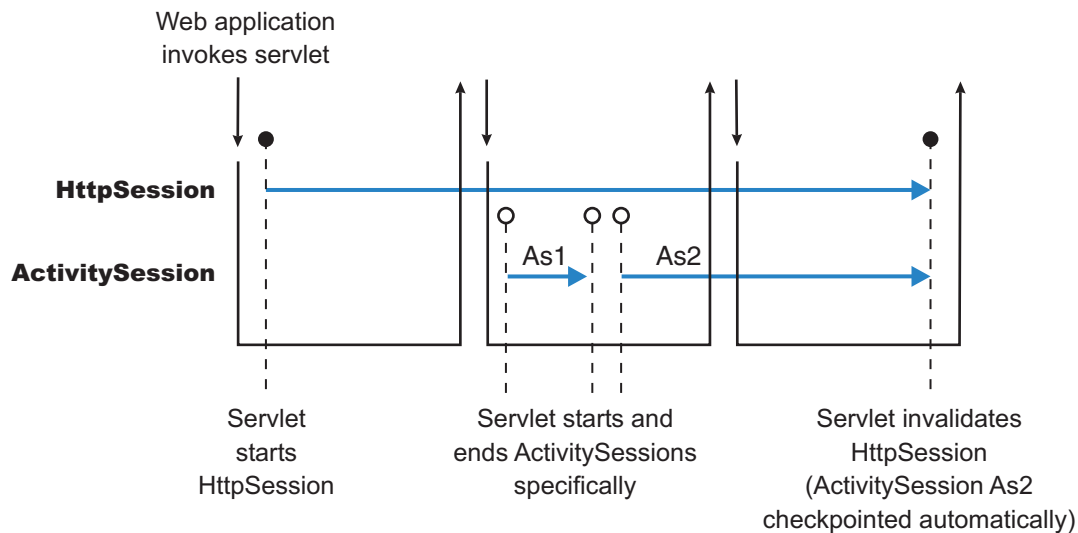 Web application
invokes servlet
HttpSession
As1
As2
ActivitySession
Servlet
starts
HttpSession
Servlet starts and
ends ActivitySessions
specifically
Servlet invalidates
HttpSession
(ActivitySession As2
checkpointed automatically)